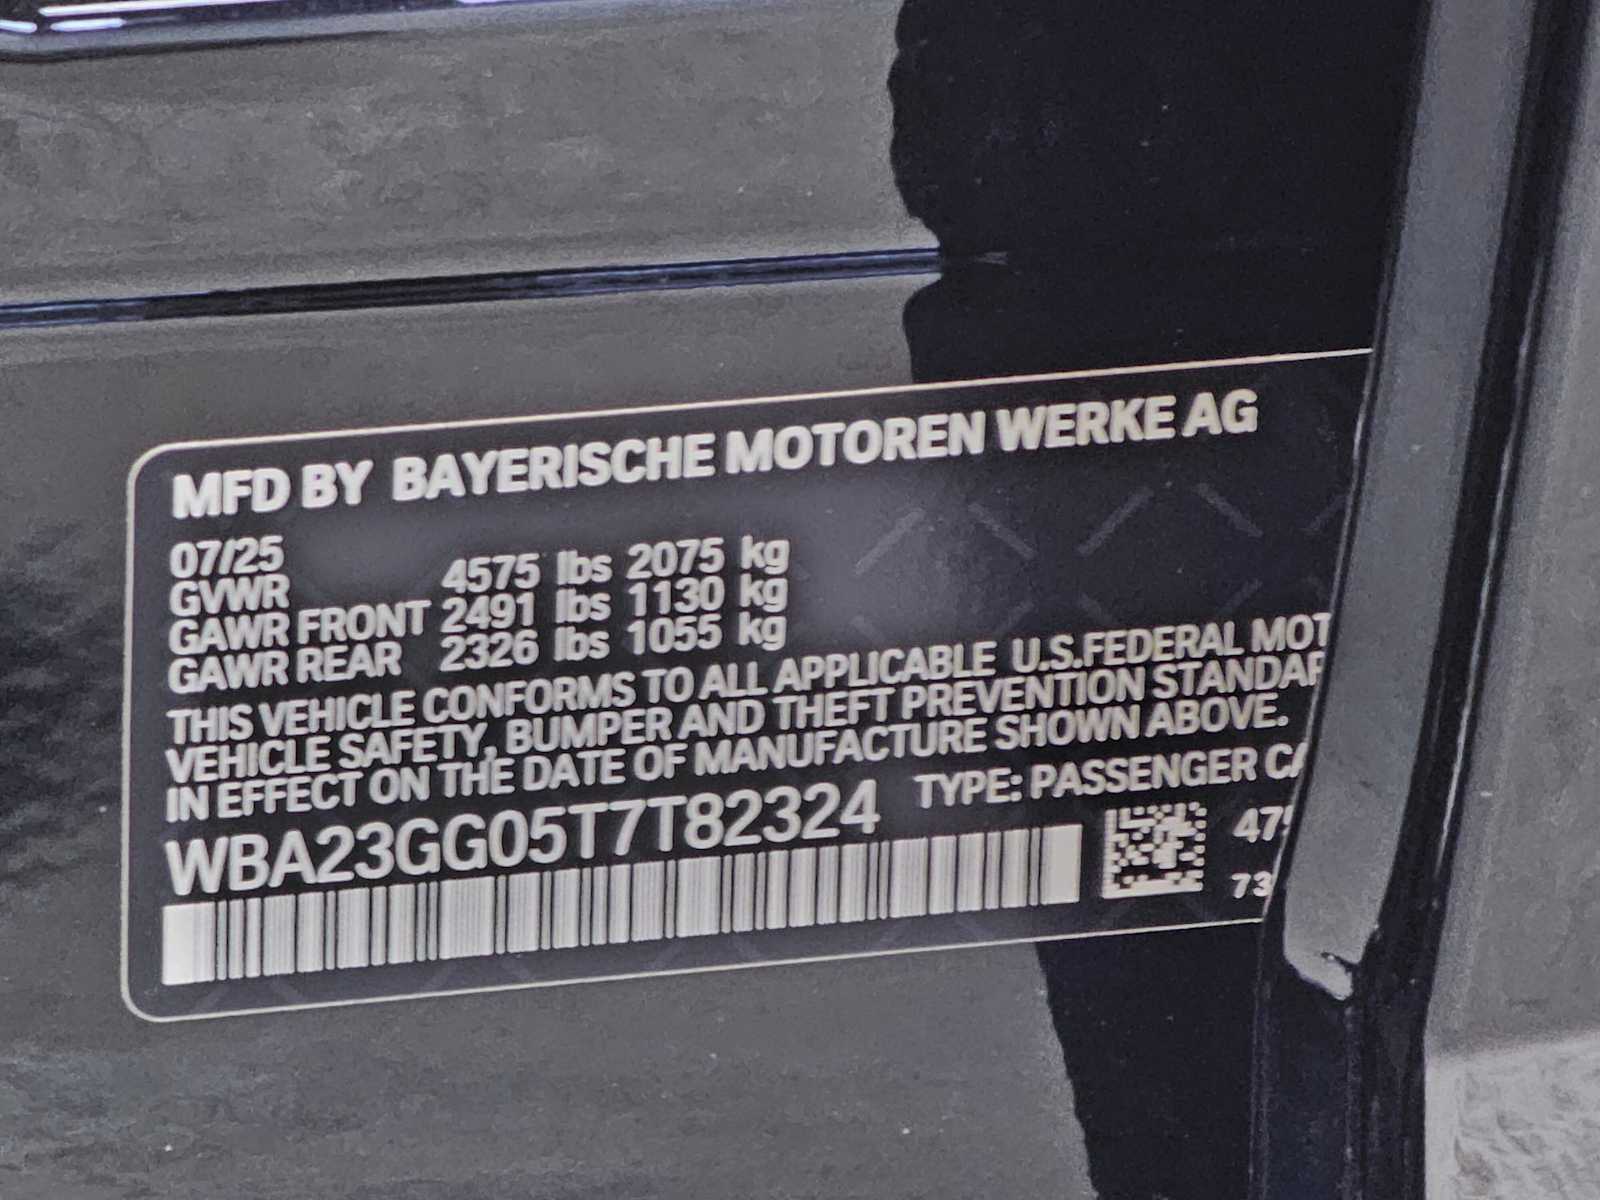 MFD BY BAYERISCHE MOTOREN WERKE AG
07/25
GVWR 4575 lbs 2075 kg
GAWR FRONT 2491 lbs 1130 kg
GAWR REAR 2326 lbs 1055 kg
THIS VEHICLE CONFORMS TO ALL APPLICABLE U.S.FEDERAL MOT
VEHICLE SAFETY, BUMPER AND THEFT PREVENTION STANDAR
IN EFFECT ON THE DATE OF MANUFACTURE SHOWN ABOVE.
WBA23GG05T7T82324 TYPE: PASSENGER CA
47
73